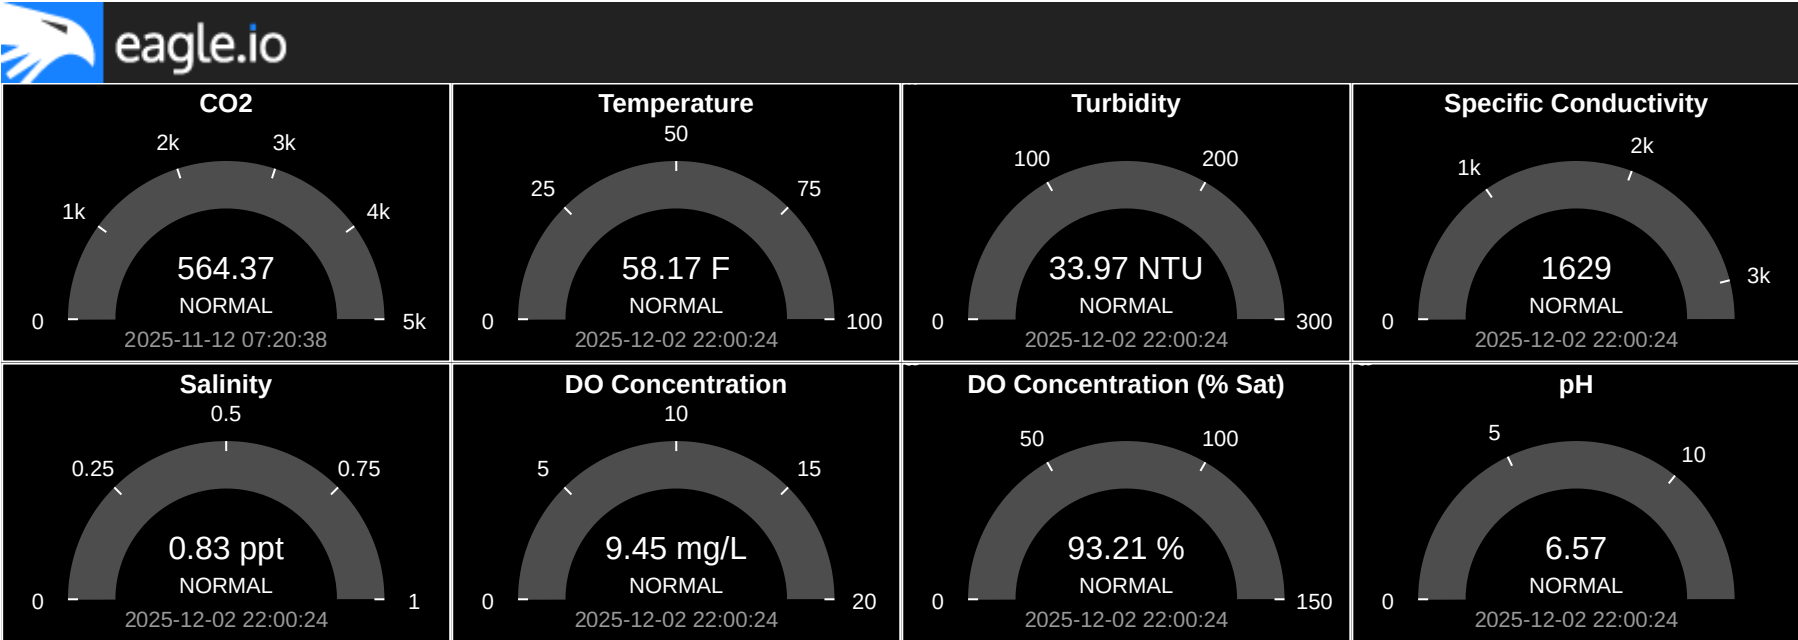 eagle.io
CO2
2k 3k
1k 4k
564.37
NORMAL
0 5k
2025-11-12 07:20:38
Temperature
50
25 75
58.17 F
NORMAL
0 100
2025-12-02 22:00:24
Turbidity
100 200
33.97 NTU
NORMAL
0 300
2025-12-02 22:00:24
Specific Conductivity
2k
1k
1629
3k
NORMAL
0
2025-12-02 22:00:24
Salinity
0.5
0.25 0.75
0.83 ppt
NORMAL
0 1
2025-12-02 22:00:24
DO Concentration
10
5 15
9.45 mg/L
NORMAL
0 20
2025-12-02 22:00:24
DO Concentration (% Sat)
50 100
93.21 %
NORMAL
0 150
2025-12-02 22:00:24
pH
5
10
6.57
NORMAL
0
2025-12-02 22:00:24